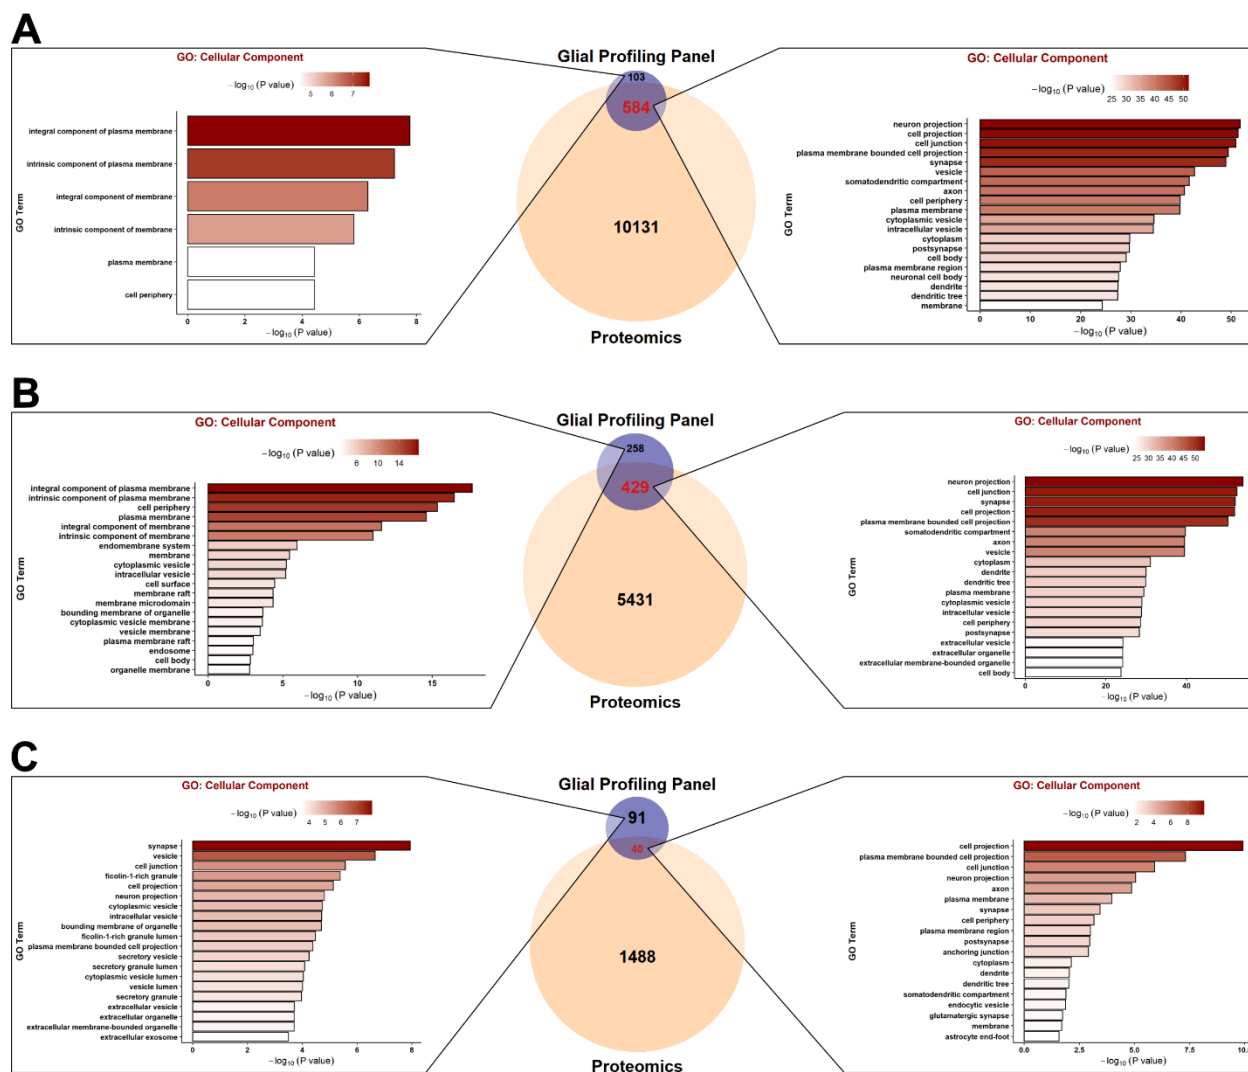 A
GO: Cellular Component
−log₁₀ (P value)
5 6 7
integral component of plasma membrane
intrinsic component of plasma membrane
integral component of membrane
intrinsic component of membrane
plasma membrane
cell periphery
GO Term
0 2 4 6 8
−log₁₀ (P value)
Glial Profiling Panel
103
584
10131
Proteomics
GO: Cellular Component
−log₁₀ (P value)
25 30 35 40 45 50
neuron projection
cell projection
cell junction
plasma membrane bounded cell projection
synapse
vesicle
somatodendritic compartment
axon
cell periphery
plasma membrane
cytoplasmic vesicle
intracellular vesicle
cytoplasm
postsynapse
cell body
plasma membrane region
neuronal cell body
dendrite
dendritic tree
membrane
GO Term
0 10 20 30 40 50
−log₁₀ (P value)
B
GO: Cellular Component
−log₁₀ (P value)
6 10 14
integral component of plasma membrane
intrinsic component of plasma membrane
cell periphery
plasma membrane
integral component of membrane
intrinsic component of membrane
endomembrane system
membrane
cytoplasmic vesicle
intracellular vesicle
cell surface
membrane raft
membrane microdomain
bounding membrane of organelle
cytoplasmic vesicle membrane
vesicle membrane
plasma membrane raft
endosome
cell body
organelle membrane
GO Term
0 5 10 15
−log₁₀ (P value)
Glial Profiling Panel
258
429
5431
Proteomics
GO: Cellular Component
−log₁₀ (P value)
25 30 35 40 45 50
neuron projection
cell junction
synapse
cell projection
plasma membrane bounded cell projection
somatodendritic compartment
axon
vesicle
cytoplasm
dendrite
dendritic tree
plasma membrane
cytoplasmic vesicle
intracellular vesicle
cell periphery
postsynapse
extracellular vesicle
extracellular organelle
extracellular membrane-bounded organelle
cell body
GO Term
0 20 40
−log₁₀ (P value)
C
GO: Cellular Component
−log₁₀ (P value)
4 5 6 7
synapse
vesicle
cell junction
ficolin-1-rich granule
cell projection
neuron projection
cytoplasmic vesicle
intracellular vesicle
bounding membrane of organelle
ficolin-1-rich granule lumen
plasma membrane bounded cell projection
secretory vesicle
secretory granule lumen
cytoplasmic vesicle lumen
vesicle lumen
secretory granule
extracellular vesicle
extracellular organelle
extracellular membrane-bounded organelle
extracellular exosome
GO Term
0 2 4 6 8
−log₁₀ (P value)
Glial Profiling Panel
91
40
1488
Proteomics
GO: Cellular Component
−log₁₀ (P value)
2 4 6 8
cell projection
plasma membrane bounded cell projection
cell junction
neuron projection
axon
plasma membrane
synapse
cell periphery
plasma membrane region
postsynapse
anchoring junction
cytoplasm
dendrite
dendritic tree
somatodendritic compartment
endocytic vesicle
glutamatergic synapse
membrane
astrocyte end-foot
GO Term
0.0 2.5 5.0 7.5 10.0
−log₁₀ (P value)